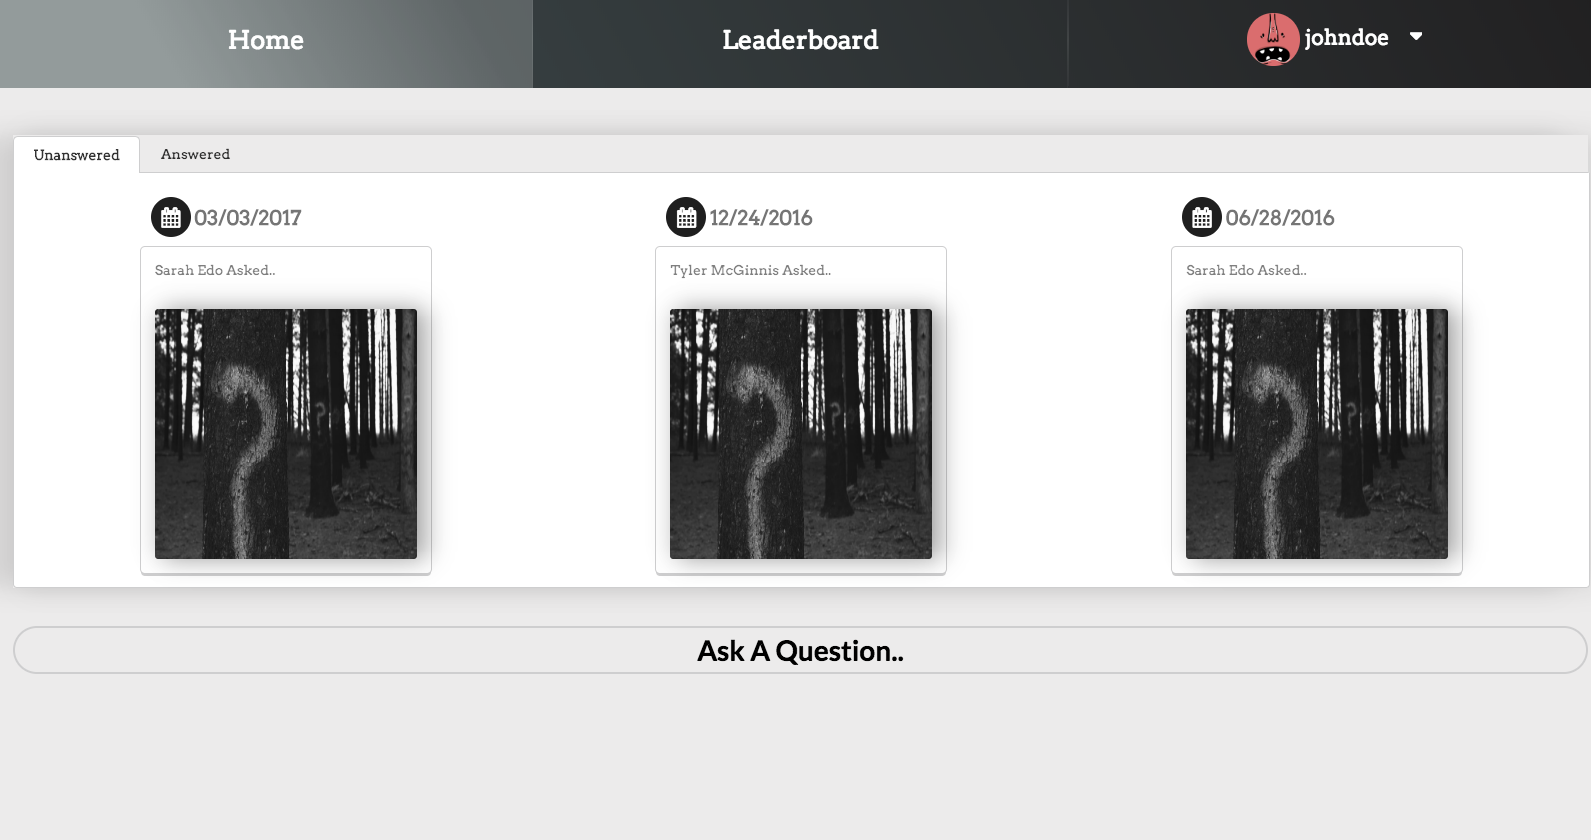 Home
Leaderboard
johndoe
Unanswered
Answered
03/03/2017
12/24/2016
06/28/2016
Sarah Edo Asked..
Tyler McGinnis Asked..
Sarah Edo Asked..
?
?
?
?
?
?
Ask A Question..